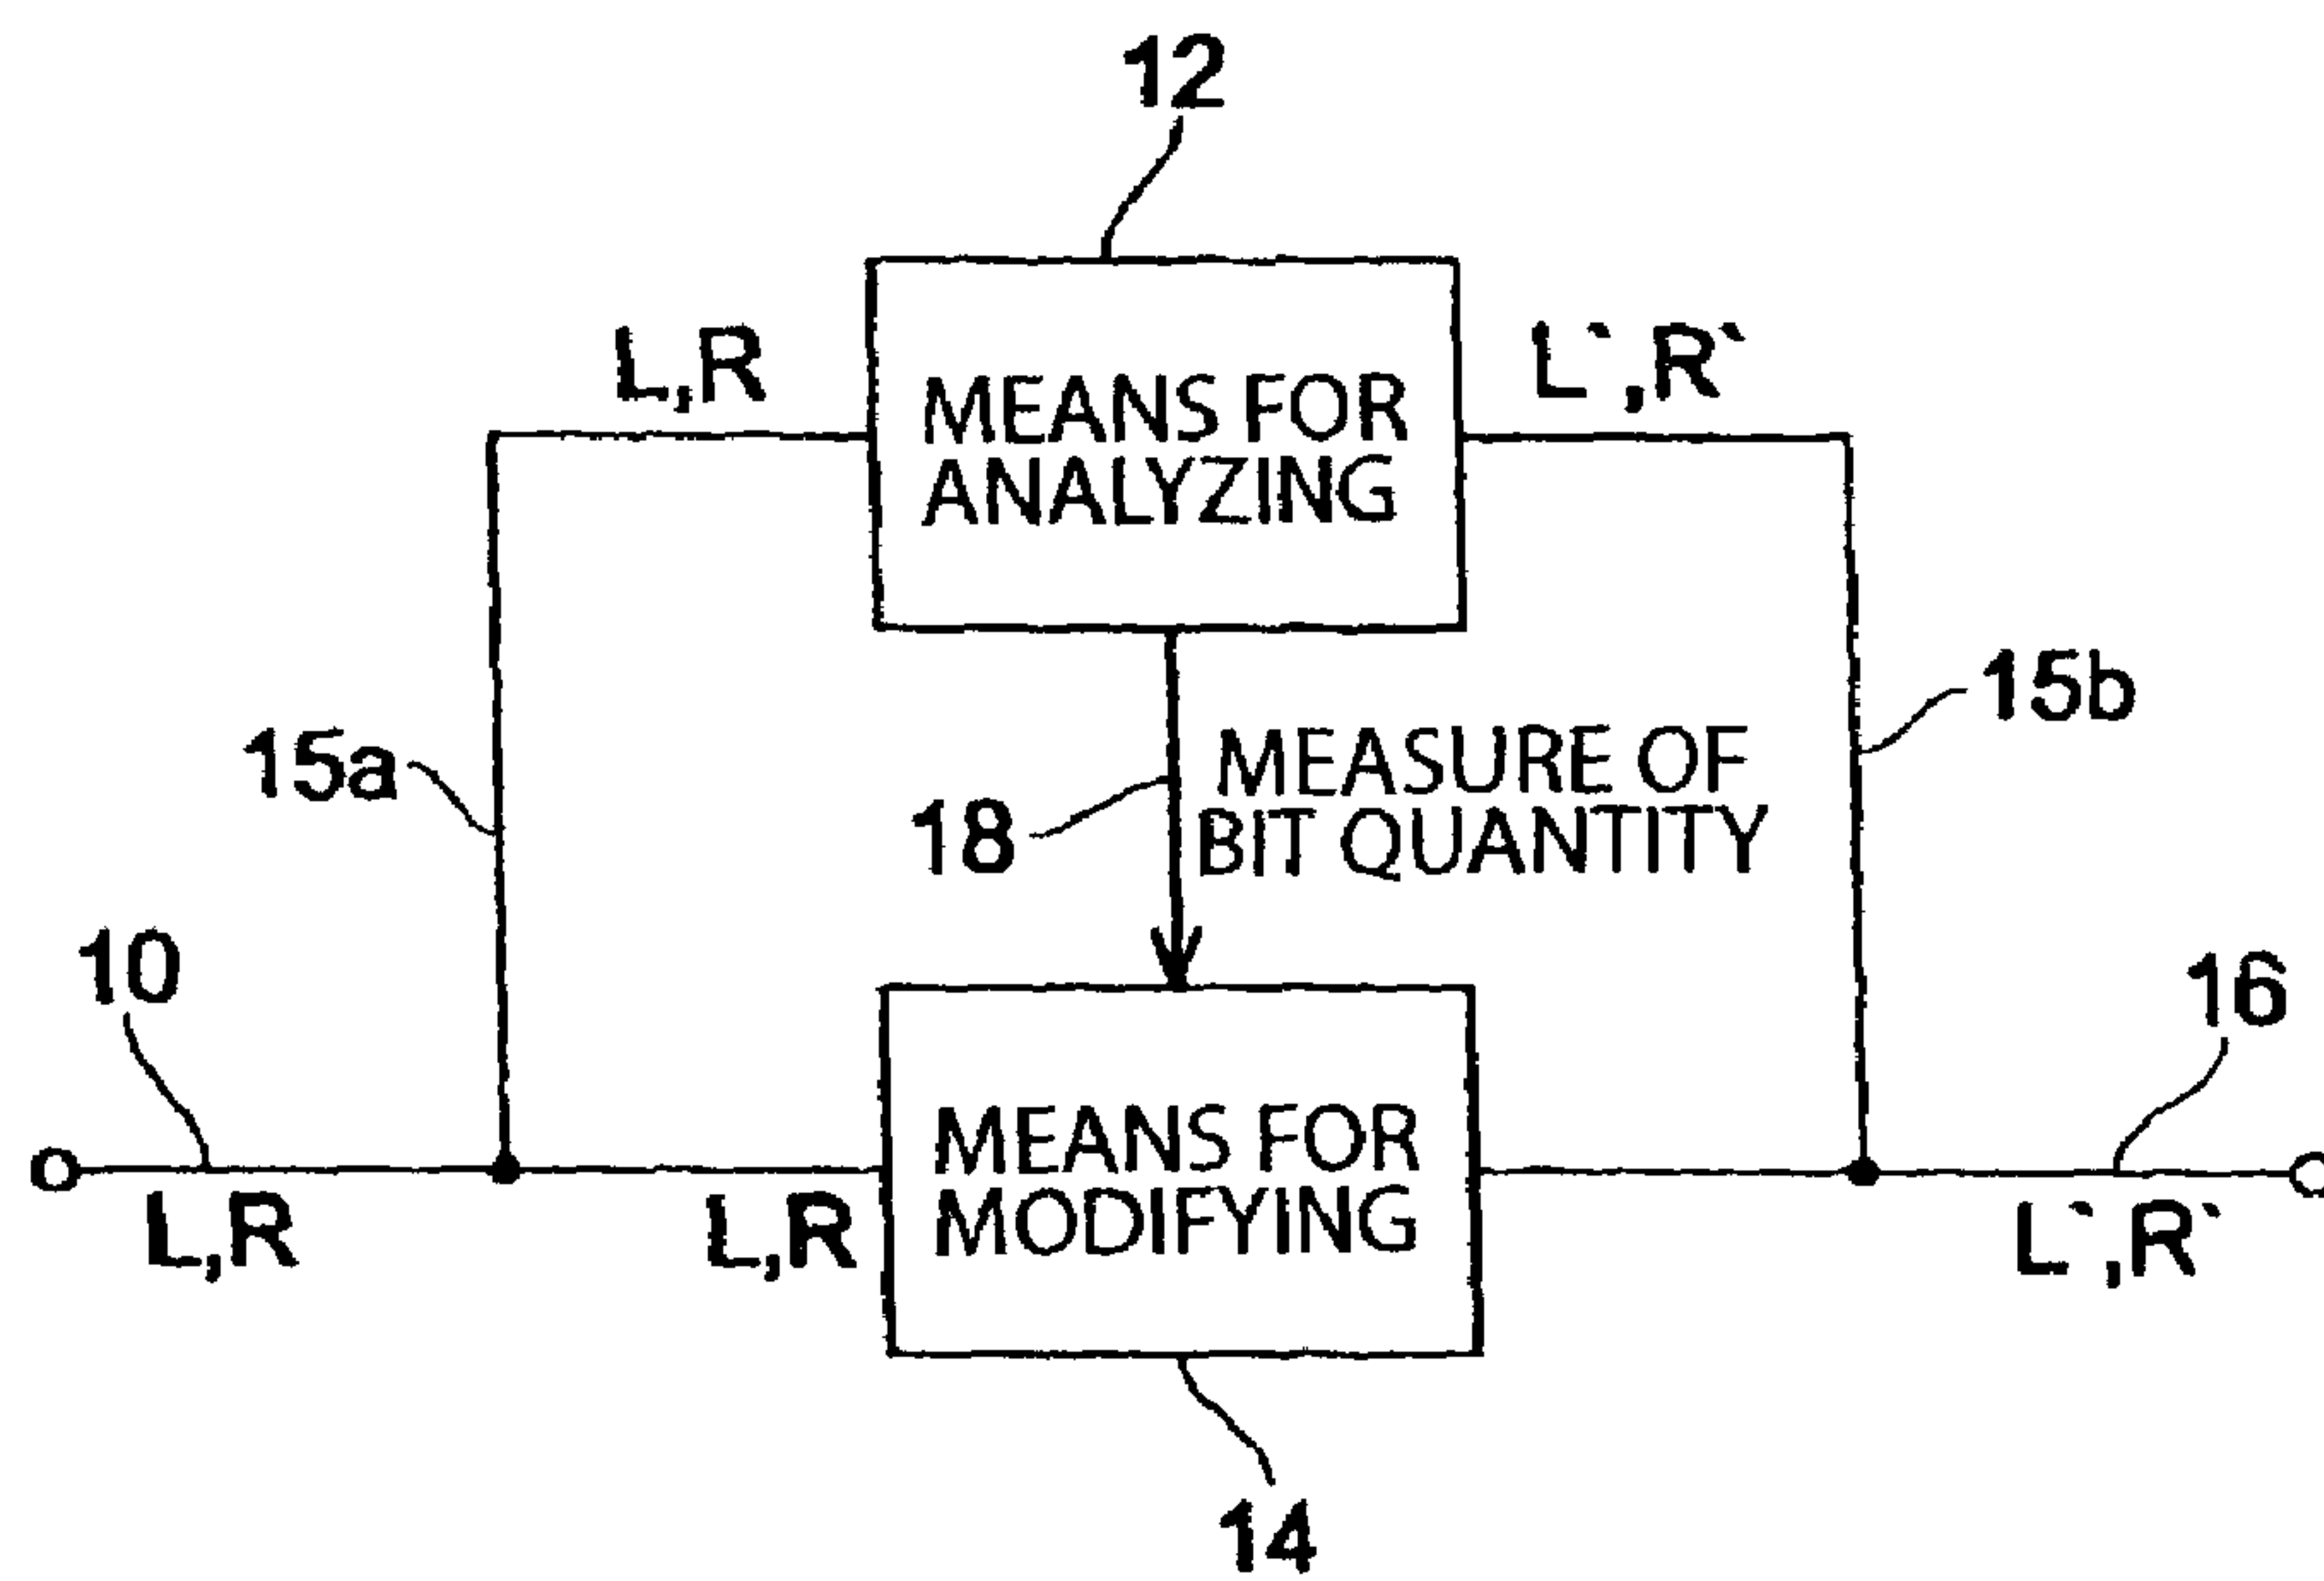 12
L,R
L`,R`
MEANS FOR
ANALYZING
15b
15a
MEASURE OF
18
BIT QUANTITY
10
16
MEANS FOR
MODIFYING
L,R
L,R
L`,R`
14